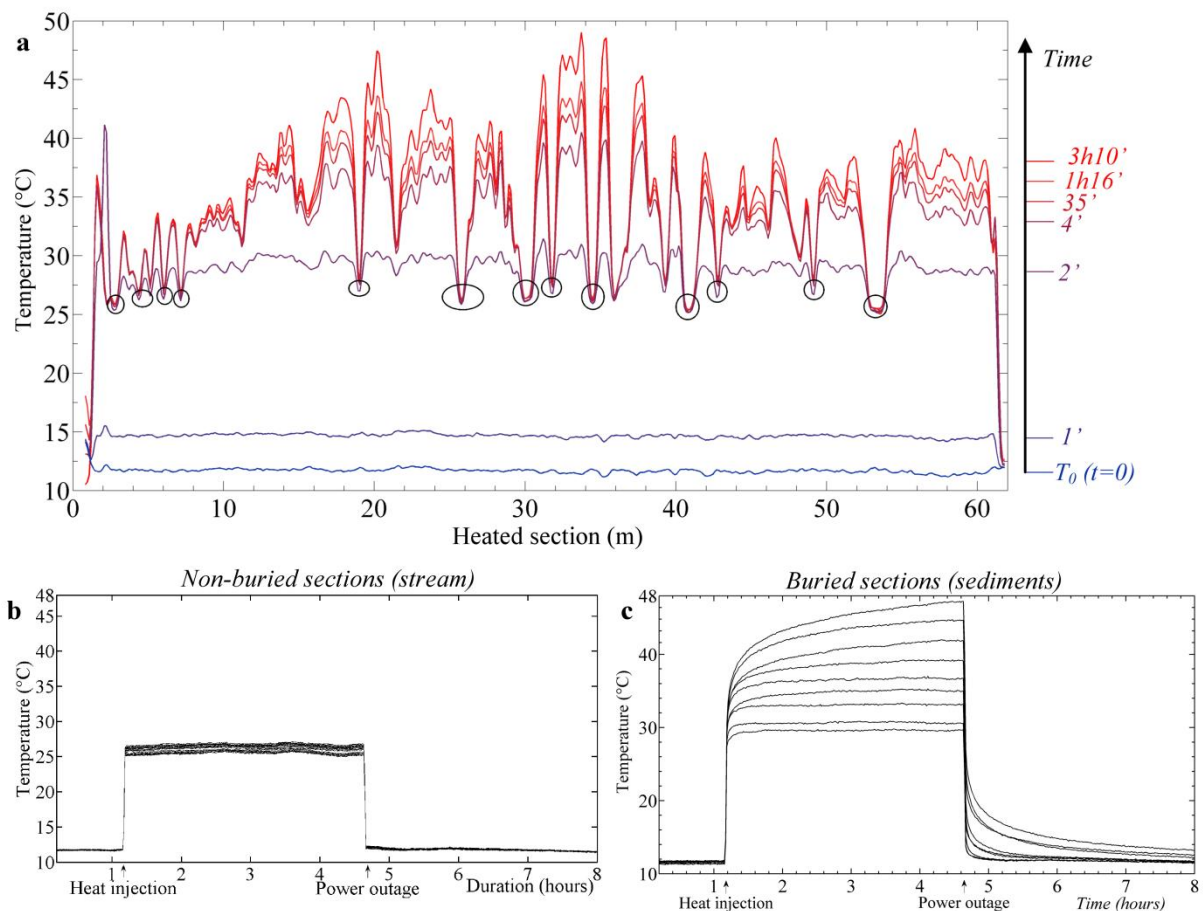 a
50
45
40
35
30
25
20
15
10
Temperature (°C)
0
10
20
30
40
50
60
Heated section (m)
Time
3h10’
1h16’
35’
4’
2’
1’
T0 (t=0)
Non-buried sections (stream)
b
48
45
40
35
30
25
20
15
10
Temperature (°C)
1
2
3
4
5
6
7
8
Heat injection
Power outage
Duration (hours)
Buried sections (sediments)
c
48
40
30
20
10
Temperature (°C)
1
2
3
4
5
6
7
8
Heat injection
Power outage
Time (hours)